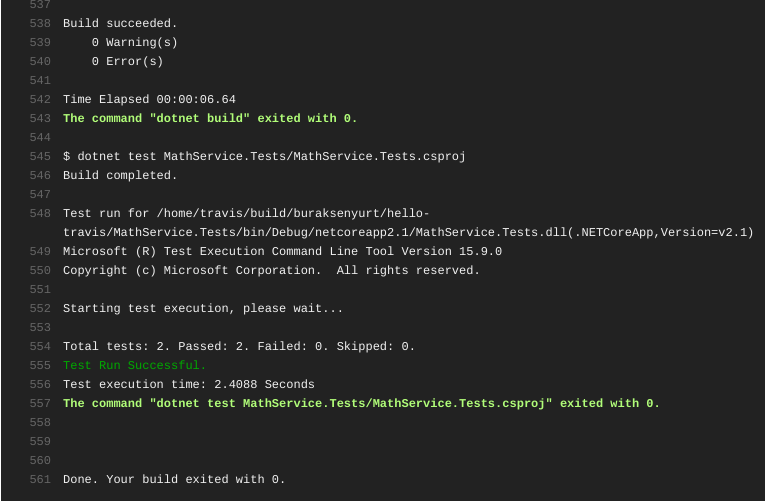 537
538 Build succeeded.
539     0 Warning(s)
540     0 Error(s)
541
542 Time Elapsed 00:00:06.64
543 The command "dotnet build" exited with 0.
544
545 $ dotnet test MathService.Tests/MathService.Tests.csproj
546 Build completed.
547
548 Test run for /home/travis/build/buraksenyurt/hello-
travis/MathService.Tests/bin/Debug/netcoreapp2.1/MathService.Tests.dll(.NETCoreApp,Version=v2.1)
549 Microsoft (R) Test Execution Command Line Tool Version 15.9.0
550 Copyright (c) Microsoft Corporation.  All rights reserved.
551
552 Starting test execution, please wait...
553
554 Total tests: 2. Passed: 2. Failed: 0. Skipped: 0.
555 Test Run Successful.
556 Test execution time: 2.4088 Seconds
557 The command "dotnet test MathService.Tests/MathService.Tests.csproj" exited with 0.
558
559
560
561 Done. Your build exited with 0.